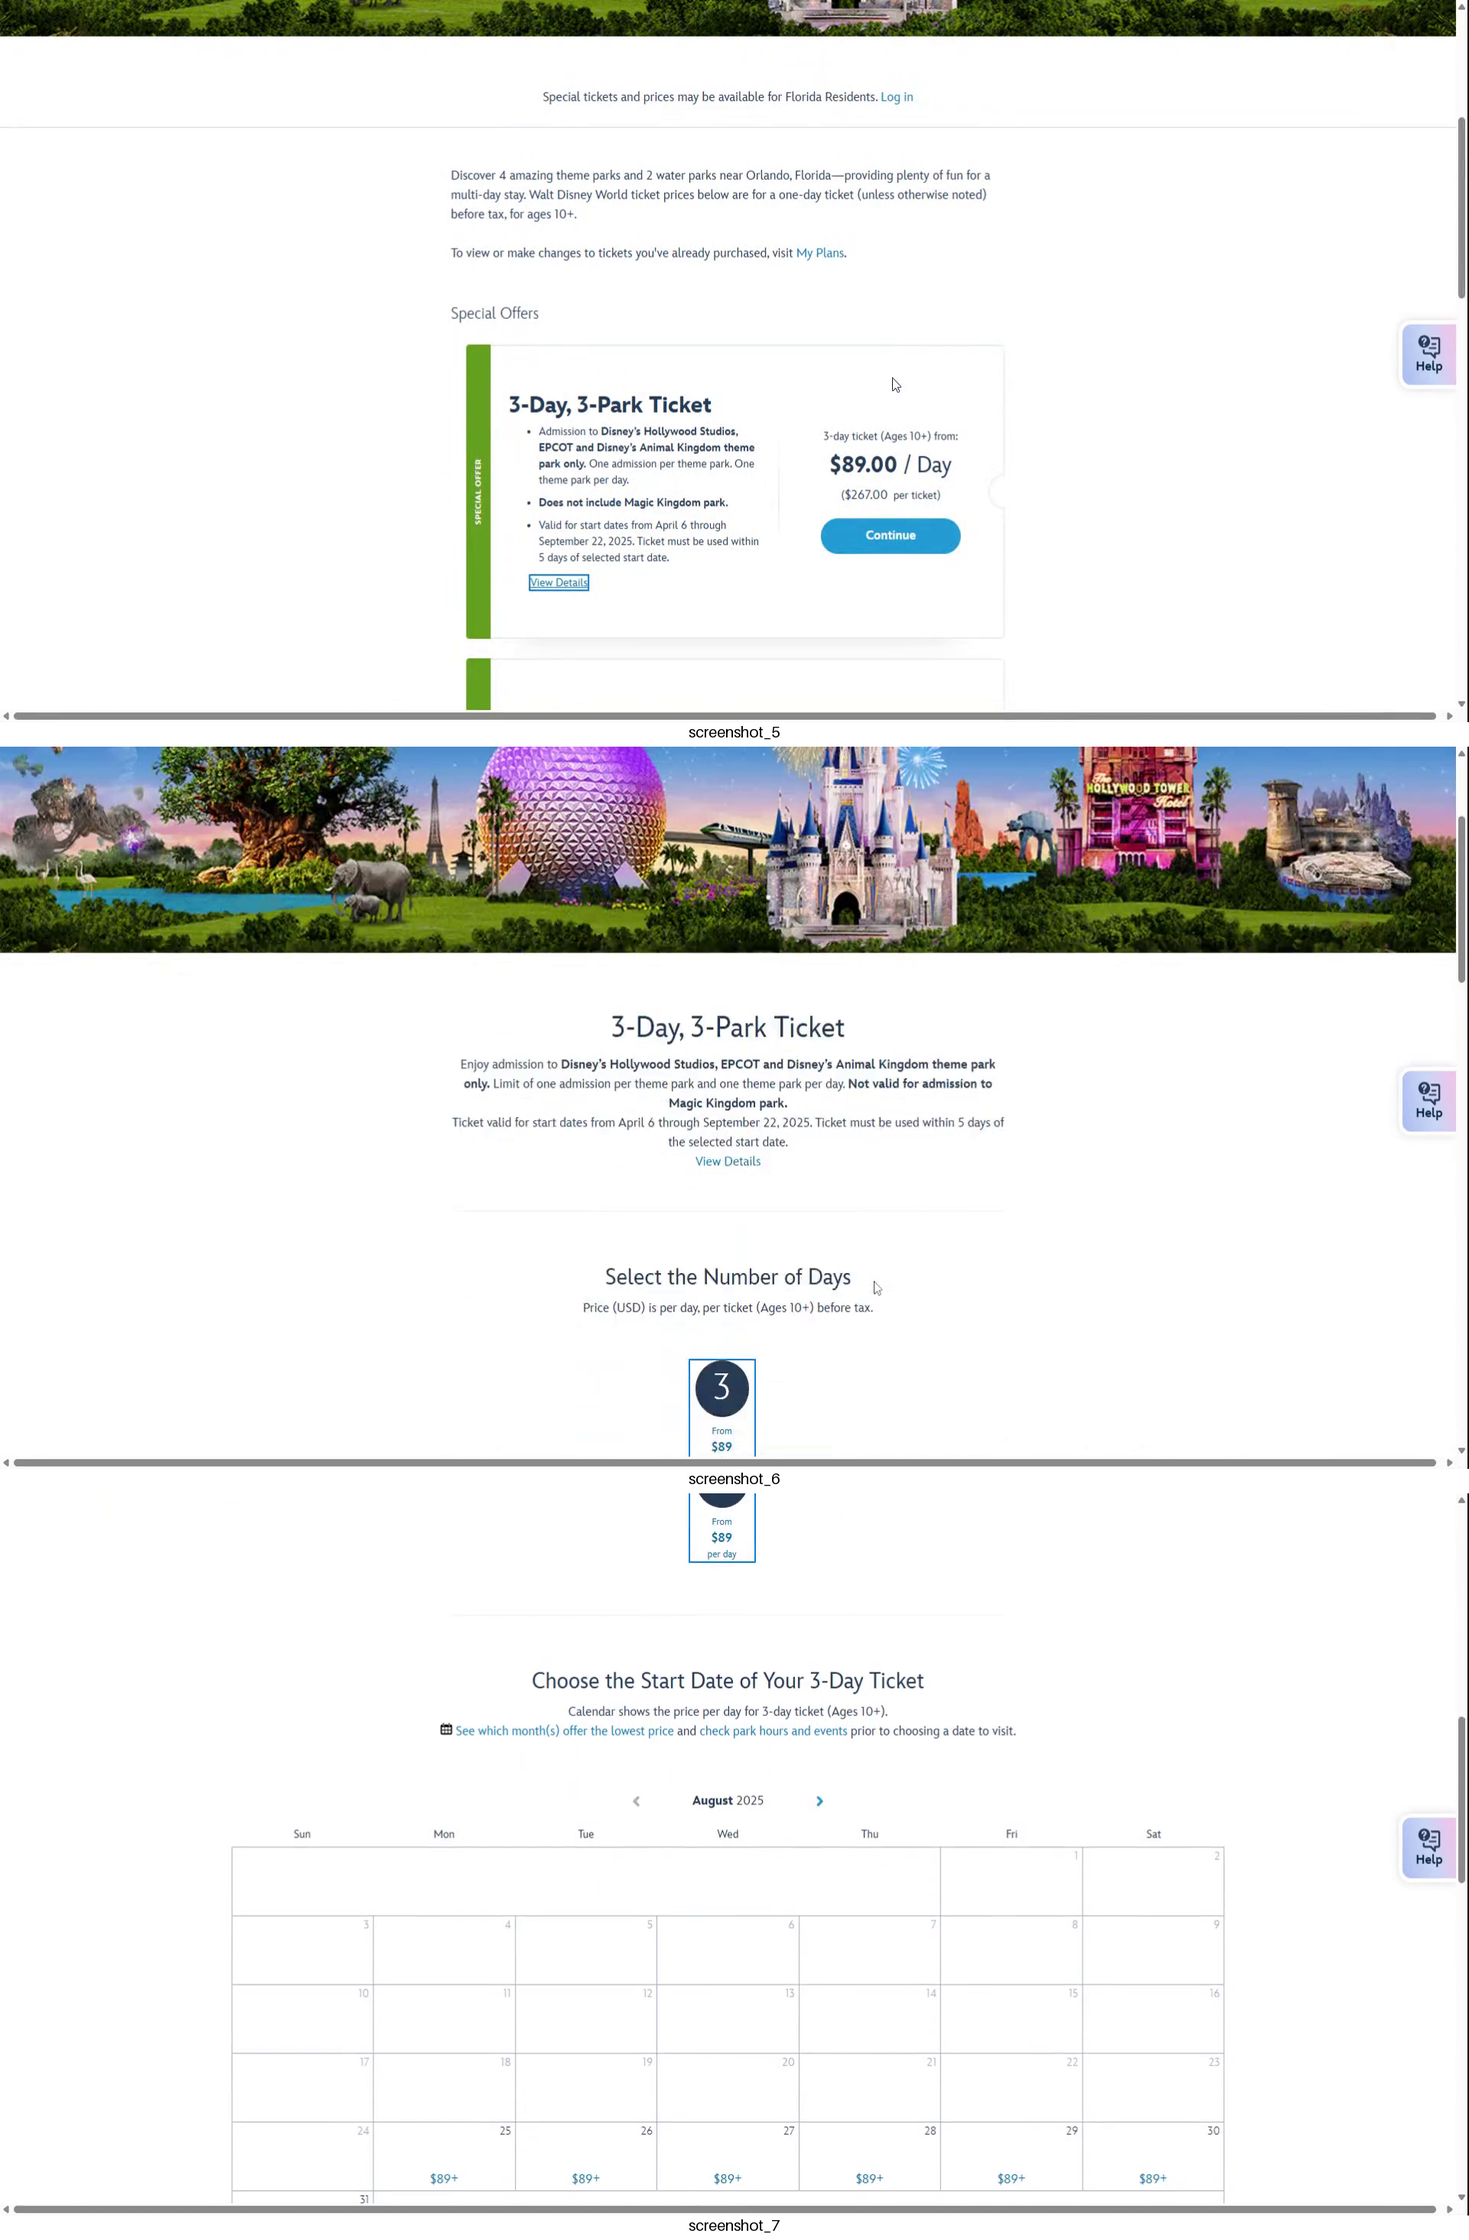 Special tickets and prices may be available for Florida Residents. Log in
Discover 4 amazing theme parks and 2 water parks near Orlando, Florida—providing plenty of fun for a
multi-day stay. Walt Disney World ticket prices below are for a one-day ticket (unless otherwise noted)
before tax, for ages 10+.
To view or make changes to tickets you've already purchased, visit My Plans.
Special Offers
SPECIAL OFFER
3-Day, 3-Park Ticket
• Admission to Disney's Hollywood Studios,
EPCOT and Disney's Animal Kingdom theme
park only. One admission per theme park. One
theme park per day.
• Does not include Magic Kingdom park.
• Valid for start dates from April 6 through
September 22, 2025. Ticket must be used within
5 days of selected start date.
View Details
3-day ticket (Ages 10+) from:
$89.00 / Day
($267.00 per ticket)
Continue
Help
screenshot_5
The
HOLLYWOOD TOWER
Hotel
3-Day, 3-Park Ticket
Enjoy admission to Disney's Hollywood Studios, EPCOT and Disney's Animal Kingdom theme park
only. Limit of one admission per theme park and one theme park per day. Not valid for admission to
Magic Kingdom park.
Ticket valid for start dates from April 6 through September 22, 2025. Ticket must be used within 5 days of
the selected start date.
View Details
Help
Select the Number of Days
Price (USD) is per day, per ticket (Ages 10+) before tax.
3
From
$89
screenshot_6
From
$89
per day
Choose the Start Date of Your 3-Day Ticket
Calendar shows the price per day for 3-day ticket (Ages 10+).
See which month(s) offer the lowest price and check park hours and events prior to choosing a date to visit.
August 2025
Sun Mon Tue Wed Thu Fri Sat
Help
1 2
3 4 5 6 7 8 9
10 11 12 13 14 15 16
17 18 19 20 21 22 23
24 25 26 27 28 29 30
$89+ $89+ $89+ $89+ $89+ $89+
31
screenshot_7